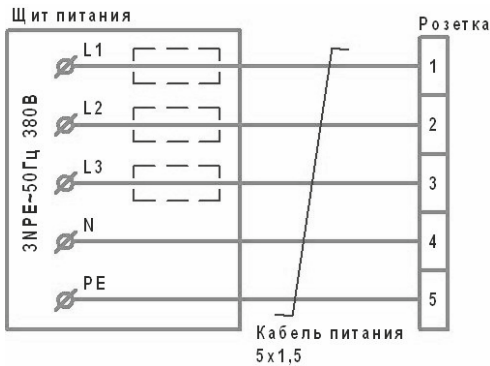 Щит питания
Розетка
3NPE~50Гц 380В
L1
1
L2
2
L3
3
N
4
PE
5
Кабель питания
5х1,5